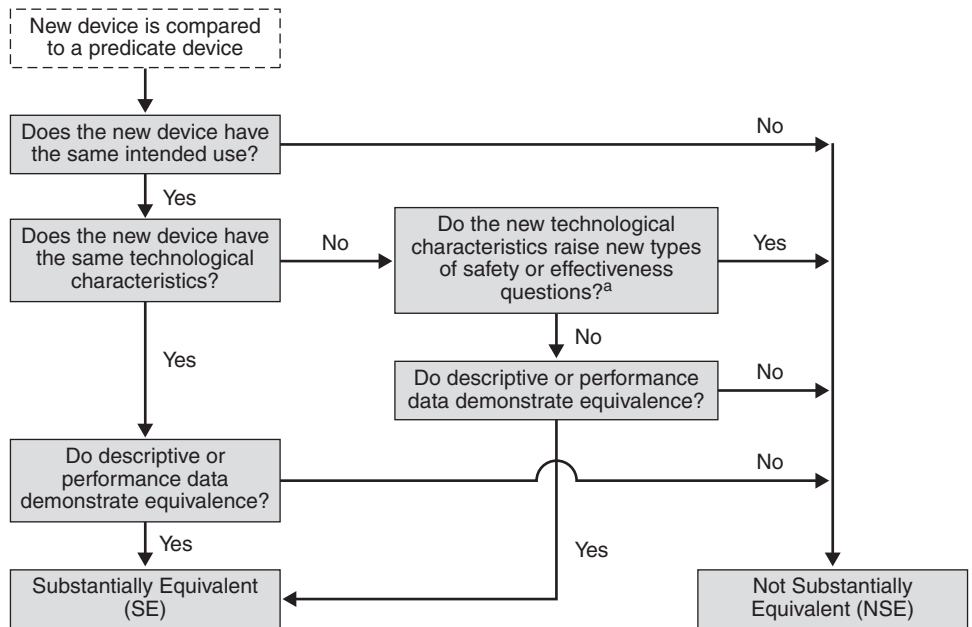 New device is compared
to a predicate device
Does the new device have
the same intended use?
No
Yes
Does the new device have
the same technological
characteristics?
No
Do the new technological
characteristics raise new types
of safety or effectiveness
questions?a
Yes
No
Yes
Do descriptive or performance
data demonstrate equivalence?
No
Do descriptive or
performance data
demonstrate equivalence?
No
Yes
Yes
Substantially Equivalent
(SE)
Not Substantially
Equivalent (NSE)